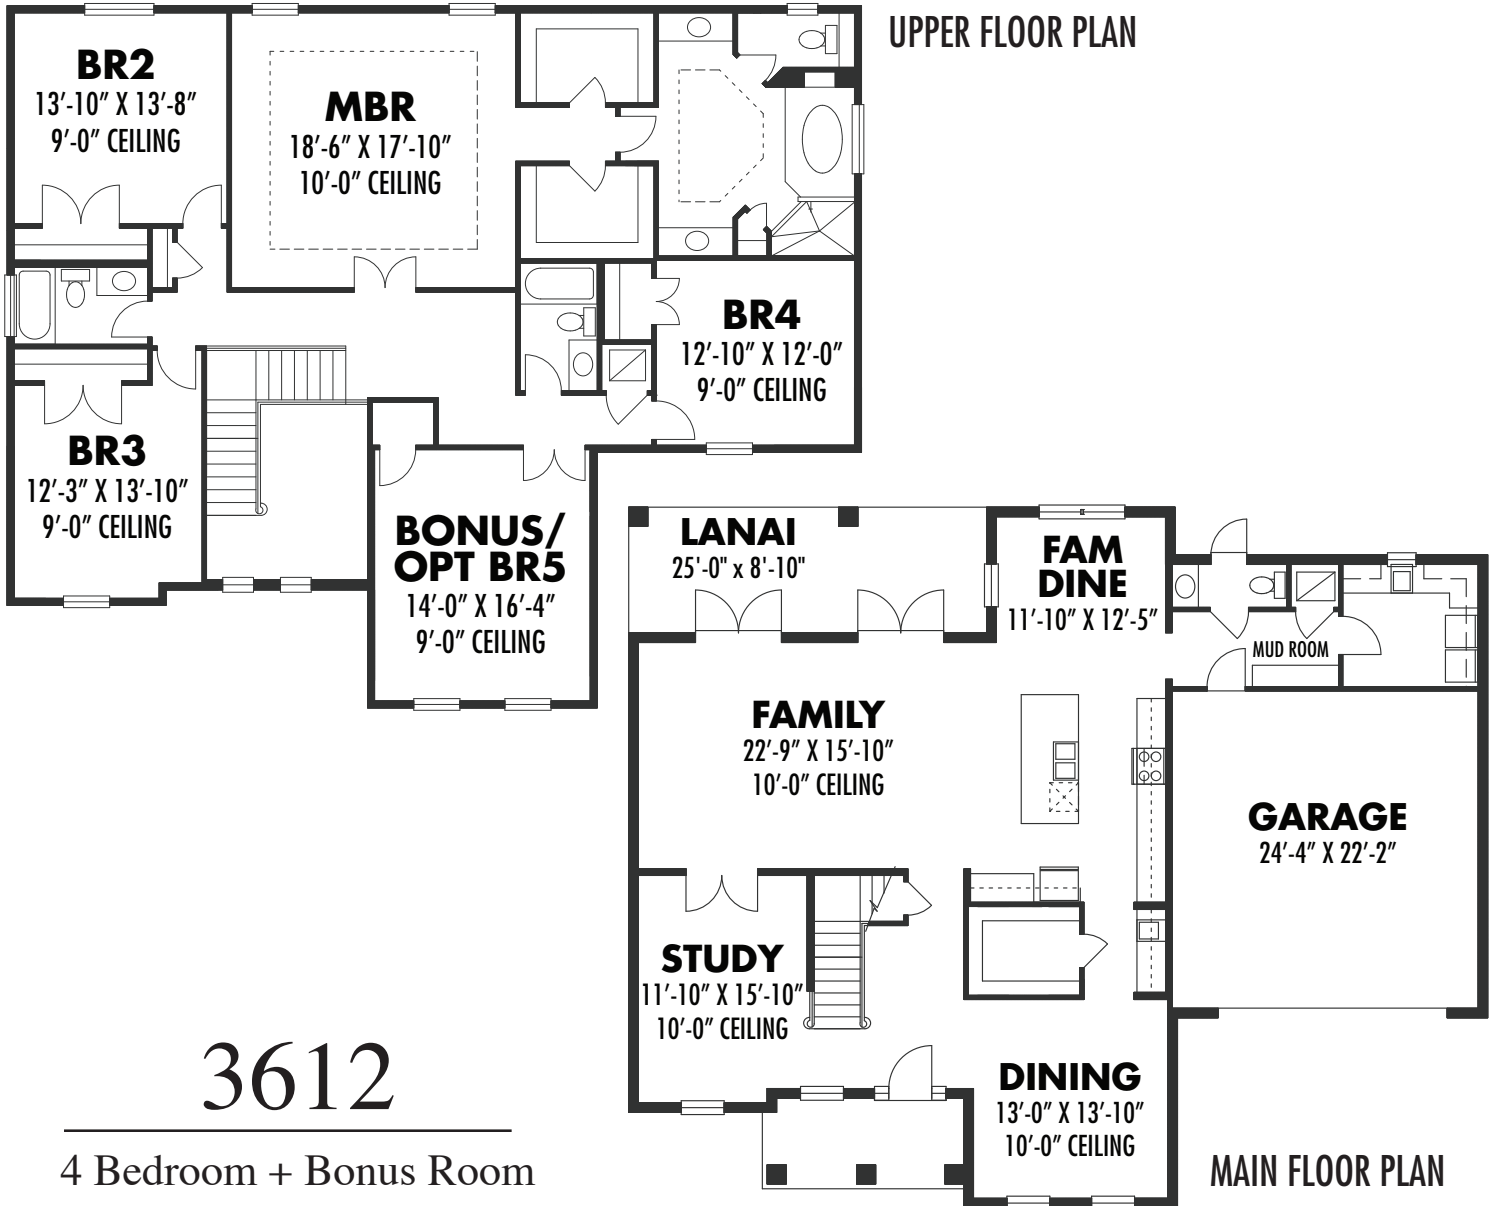 UPPER FLOOR PLAN
BR2
13'-10" X 13'-8"
9'-0" CEILING
MBR
18'-6" X 17'-10"
10'-0" CEILING
BR4
12'-10" X 12'-0"
9'-0" CEILING
BR3
12'-3" X 13'-10"
9'-0" CEILING
BONUS/
OPT BR5
14'-0" X 16'-4"
9'-0" CEILING
LANAI
25'-0" x 8'-10"
FAM
DINE
11'-10" X 12'-5"
MUD ROOM
FAMILY
22'-9" X 15'-10"
10'-0" CEILING
GARAGE
24'-4" X 22'-2"
STUDY
11'-10" X 15'-10"
10'-0" CEILING
DINING
13'-0" X 13'-10"
10'-0" CEILING
3612
4 Bedroom + Bonus Room
MAIN FLOOR PLAN